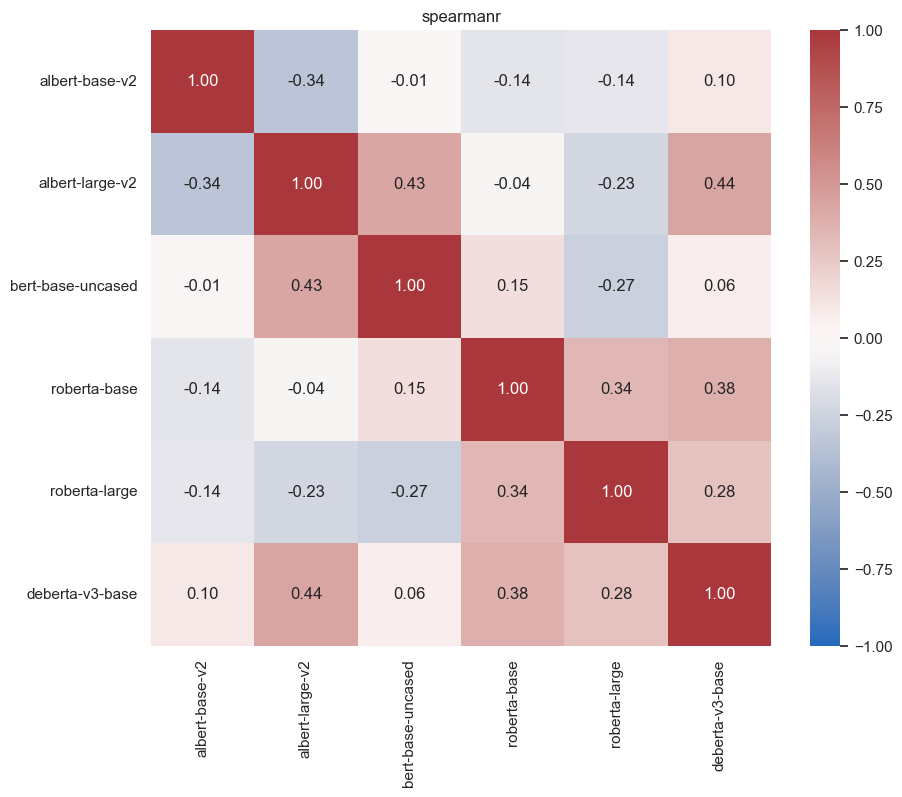 spearmanr
albert-base-v2 1.00 -0.34 -0.01 -0.14 -0.14 0.10
albert-large-v2 -0.34 1.00 0.43 -0.04 -0.23 0.44
bert-base-uncased -0.01 0.43 1.00 0.15 -0.27 0.06
roberta-base -0.14 -0.04 0.15 1.00 0.34 0.38
roberta-large -0.14 -0.23 -0.27 0.34 1.00 0.28
deberta-v3-base 0.10 0.44 0.06 0.38 0.28 1.00
albert-base-v2
albert-large-v2
bert-base-uncased
roberta-base
roberta-large
deberta-v3-base
1.00
0.75
0.50
0.25
0.00
−0.25
−0.50
−0.75
−1.00